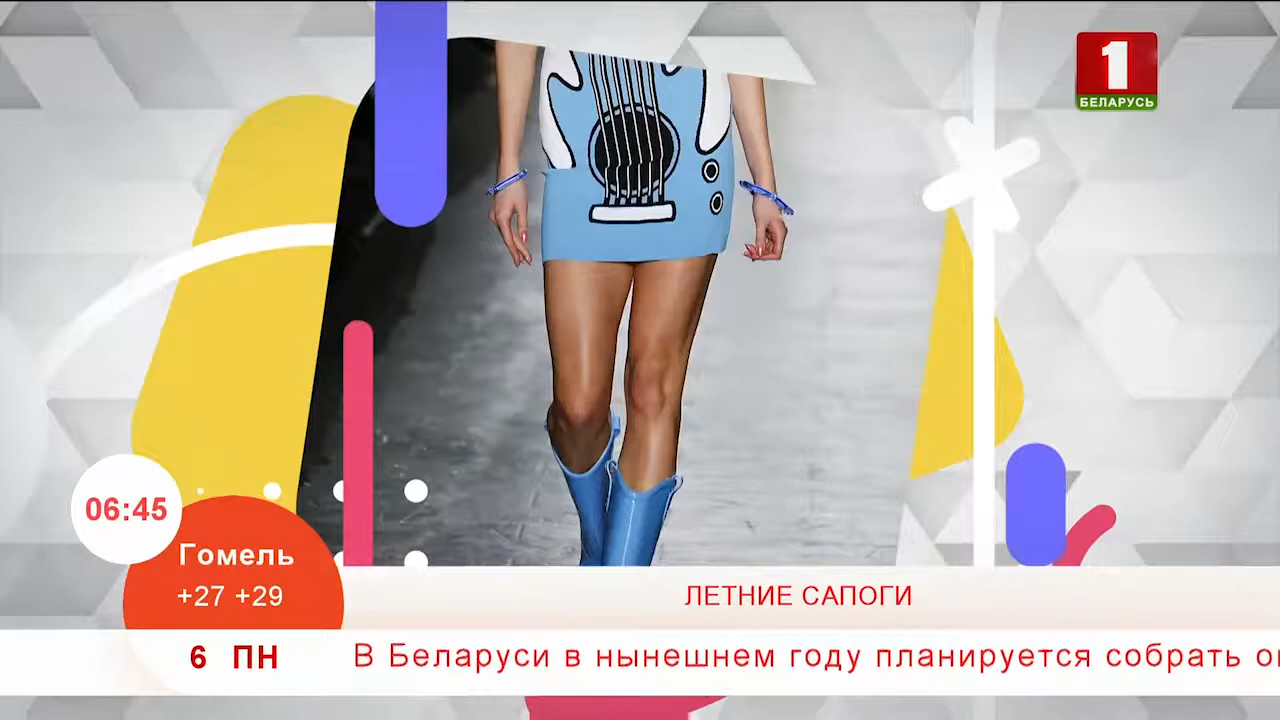 1
БЕЛАРУСЬ
06:45
Гомель
+27 +29
ЛЕТНИЕ САПОГИ
6 ПН
В Беларуси в нынешнем году планируется собрать